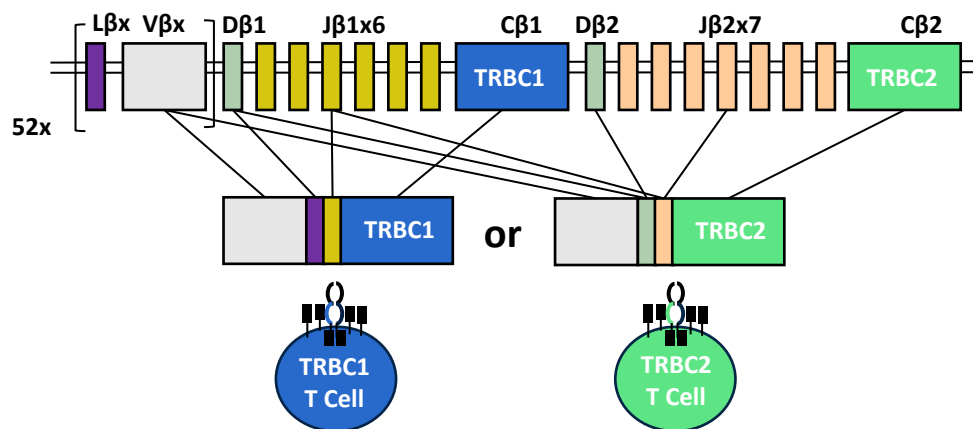 Lβx Vβx Dβ1 Jβ1x6 Cβ1 Dβ2 Jβ2x7 Cβ2
TRBC1 TRBC2
52x
TRBC1 or TRBC2
TRBC1 TRBC2
T Cell T Cell